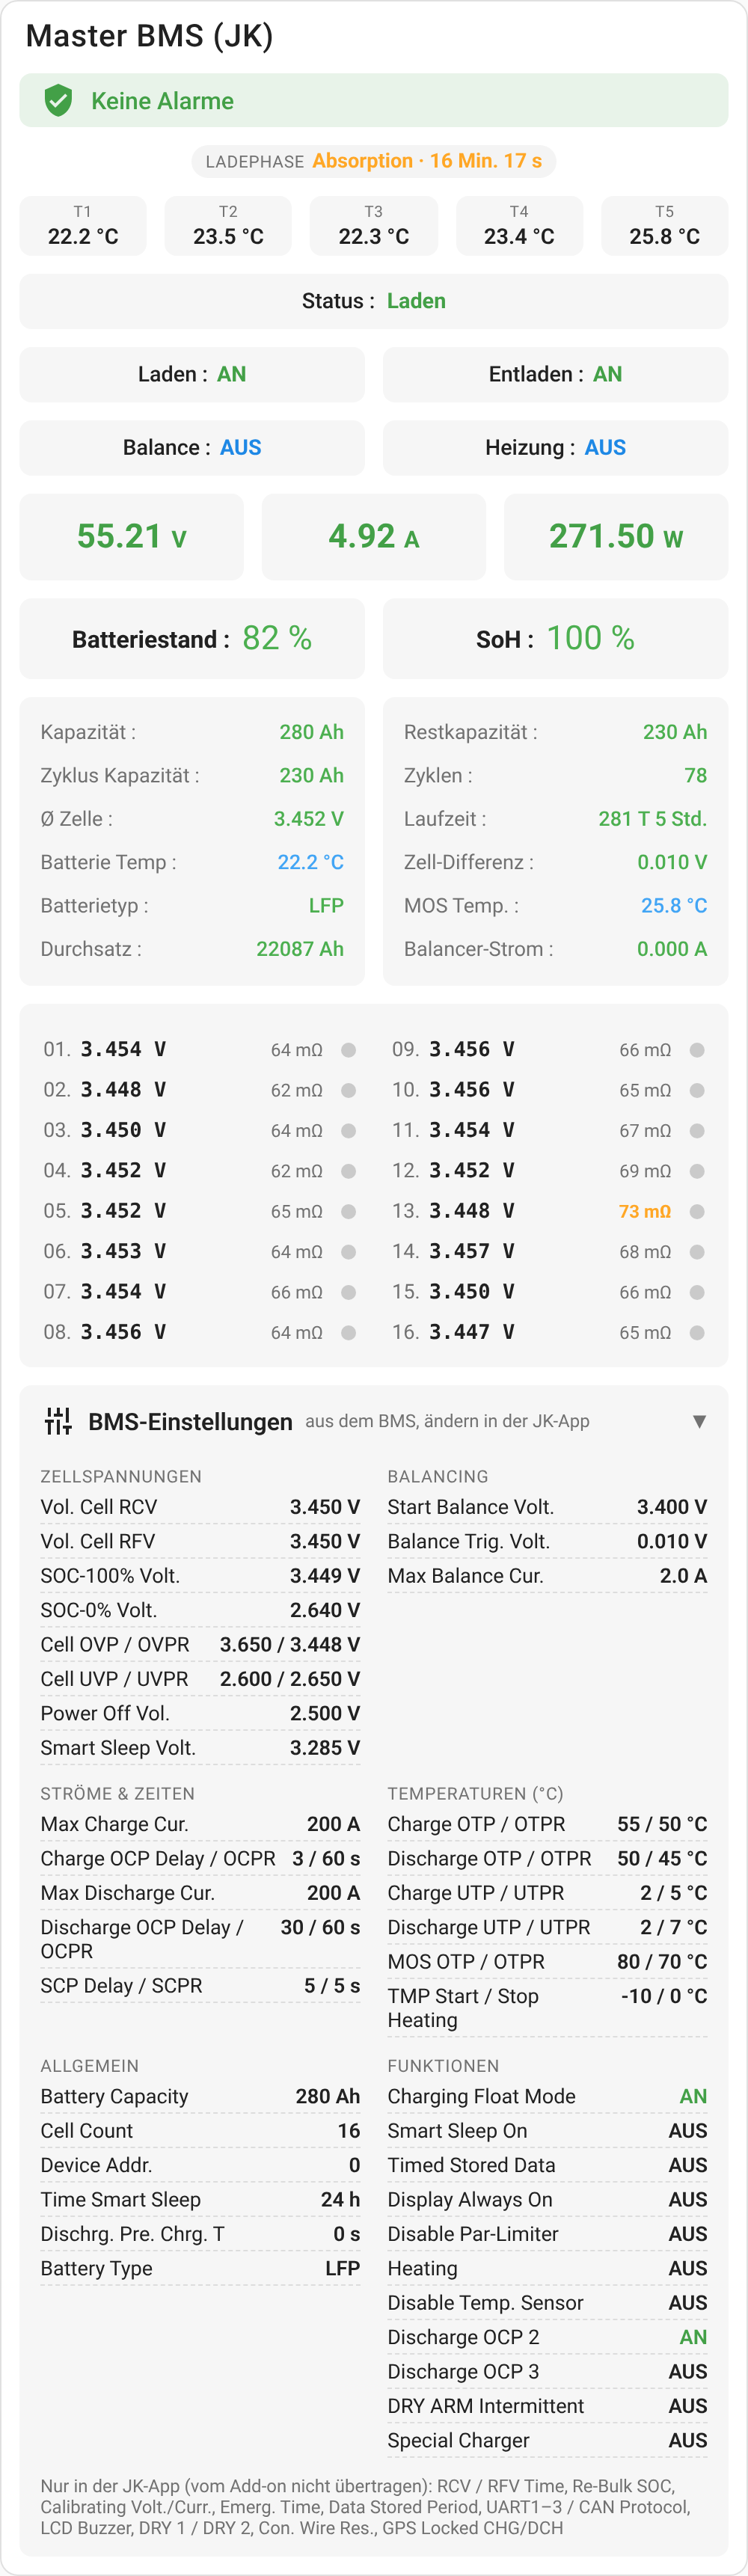 Master BMS (JK)
Keine Alarme
LADEPHASE Absorption · 16 Min. 17 s
T1 T2 T3 T4 T5
22.2 °C 23.5 °C 22.3 °C 23.4 °C 25.8 °C
Status : Laden
Laden : AN Entladen : AN
Balance : AUS Heizung : AUS
55.21 V 4.92 A 271.50 W
Batteriestand : 82 % SoH : 100 %
Kapazität : 280 Ah Restkapazität : 230 Ah
Zyklus Kapazität : 230 Ah Zyklen : 78
Ø Zelle : 3.452 V Laufzeit : 281 T 5 Std.
Batterie Temp : 22.2 °C Zell-Differenz : 0.010 V
Batterietyp : LFP MOS Temp. : 25.8 °C
Durchsatz : 22087 Ah Balancer-Strom : 0.000 A
01. 3.454 V 64 mΩ 09. 3.456 V 66 mΩ
02. 3.448 V 62 mΩ 10. 3.456 V 65 mΩ
03. 3.450 V 64 mΩ 11. 3.454 V 67 mΩ
04. 3.452 V 62 mΩ 12. 3.452 V 69 mΩ
05. 3.452 V 65 mΩ 13. 3.448 V 73 mΩ
06. 3.453 V 64 mΩ 14. 3.457 V 68 mΩ
07. 3.454 V 66 mΩ 15. 3.450 V 66 mΩ
08. 3.456 V 64 mΩ 16. 3.447 V 65 mΩ
BMS-Einstellungen aus dem BMS, ändern in der JK-App ▼
ZELLSPANNUNGEN
Vol. Cell RCV 3.450 V
Vol. Cell RFV 3.450 V
SOC-100% Volt. 3.449 V
SOC-0% Volt. 2.640 V
Cell OVP / OVPR 3.650 / 3.448 V
Cell UVP / UVPR 2.600 / 2.650 V
Power Off Vol. 2.500 V
Smart Sleep Volt. 3.285 V
BALANCING
Start Balance Volt. 3.400 V
Balance Trig. Volt. 0.010 V
Max Balance Cur. 2.0 A
STRÖME & ZEITEN
Max Charge Cur. 200 A
Charge OCP Delay / OCPR 3 / 60 s
Max Discharge Cur. 200 A
Discharge OCP Delay / 30 / 60 s
OCPR
SCP Delay / SCPR 5 / 5 s
TEMPERATUREN (°C)
Charge OTP / OTPR 55 / 50 °C
Discharge OTP / OTPR 50 / 45 °C
Charge UTP / UTPR 2 / 5 °C
Discharge UTP / UTPR 2 / 7 °C
MOS OTP / OTPR 80 / 70 °C
TMP Start / Stop -10 / 0 °C
Heating
ALLGEMEIN
Battery Capacity 280 Ah
Cell Count 16
Device Addr. 0
Time Smart Sleep 24 h
Dischrg. Pre. Chrg. T 0 s
Battery Type LFP
FUNKTIONEN
Charging Float Mode AN
Smart Sleep On AUS
Timed Stored Data AUS
Display Always On AUS
Disable Par-Limiter AUS
Heating AUS
Disable Temp. Sensor AUS
Discharge OCP 2 AN
Discharge OCP 3 AUS
DRY ARM Intermittent AUS
Special Charger AUS
Nur in der JK-App (vom Add-on nicht übertragen): RCV / RFV Time, Re-Bulk SOC,
Calibrating Volt./Curr., Emerg. Time, Data Stored Period, UART1–3 / CAN Protocol,
LCD Buzzer, DRY 1 / DRY 2, Con. Wire Res., GPS Locked CHG/DCH